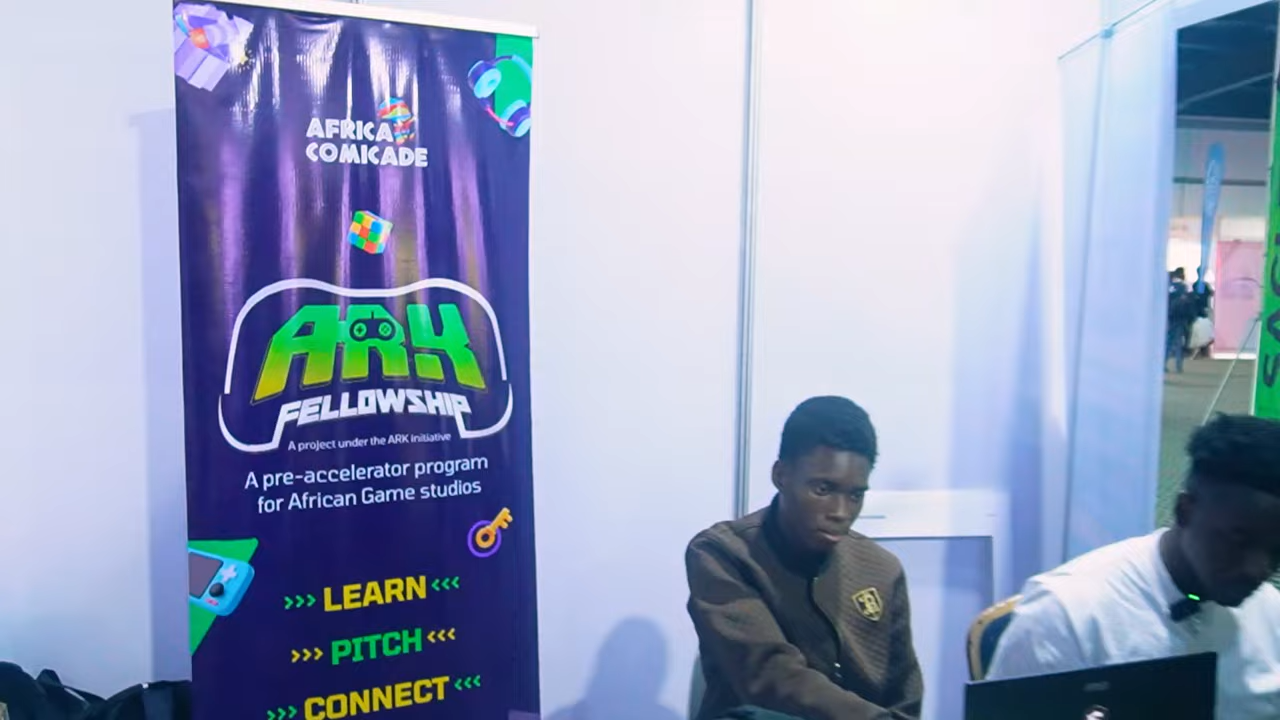 AFRICA
COMICADE
ARK
FELLOWSHIP
A project under the ARK initiative
A pre-accelerator program
for African Game studios
>>> LEARN <<<
>>> PITCH <<<
>>> CONNECT <<<